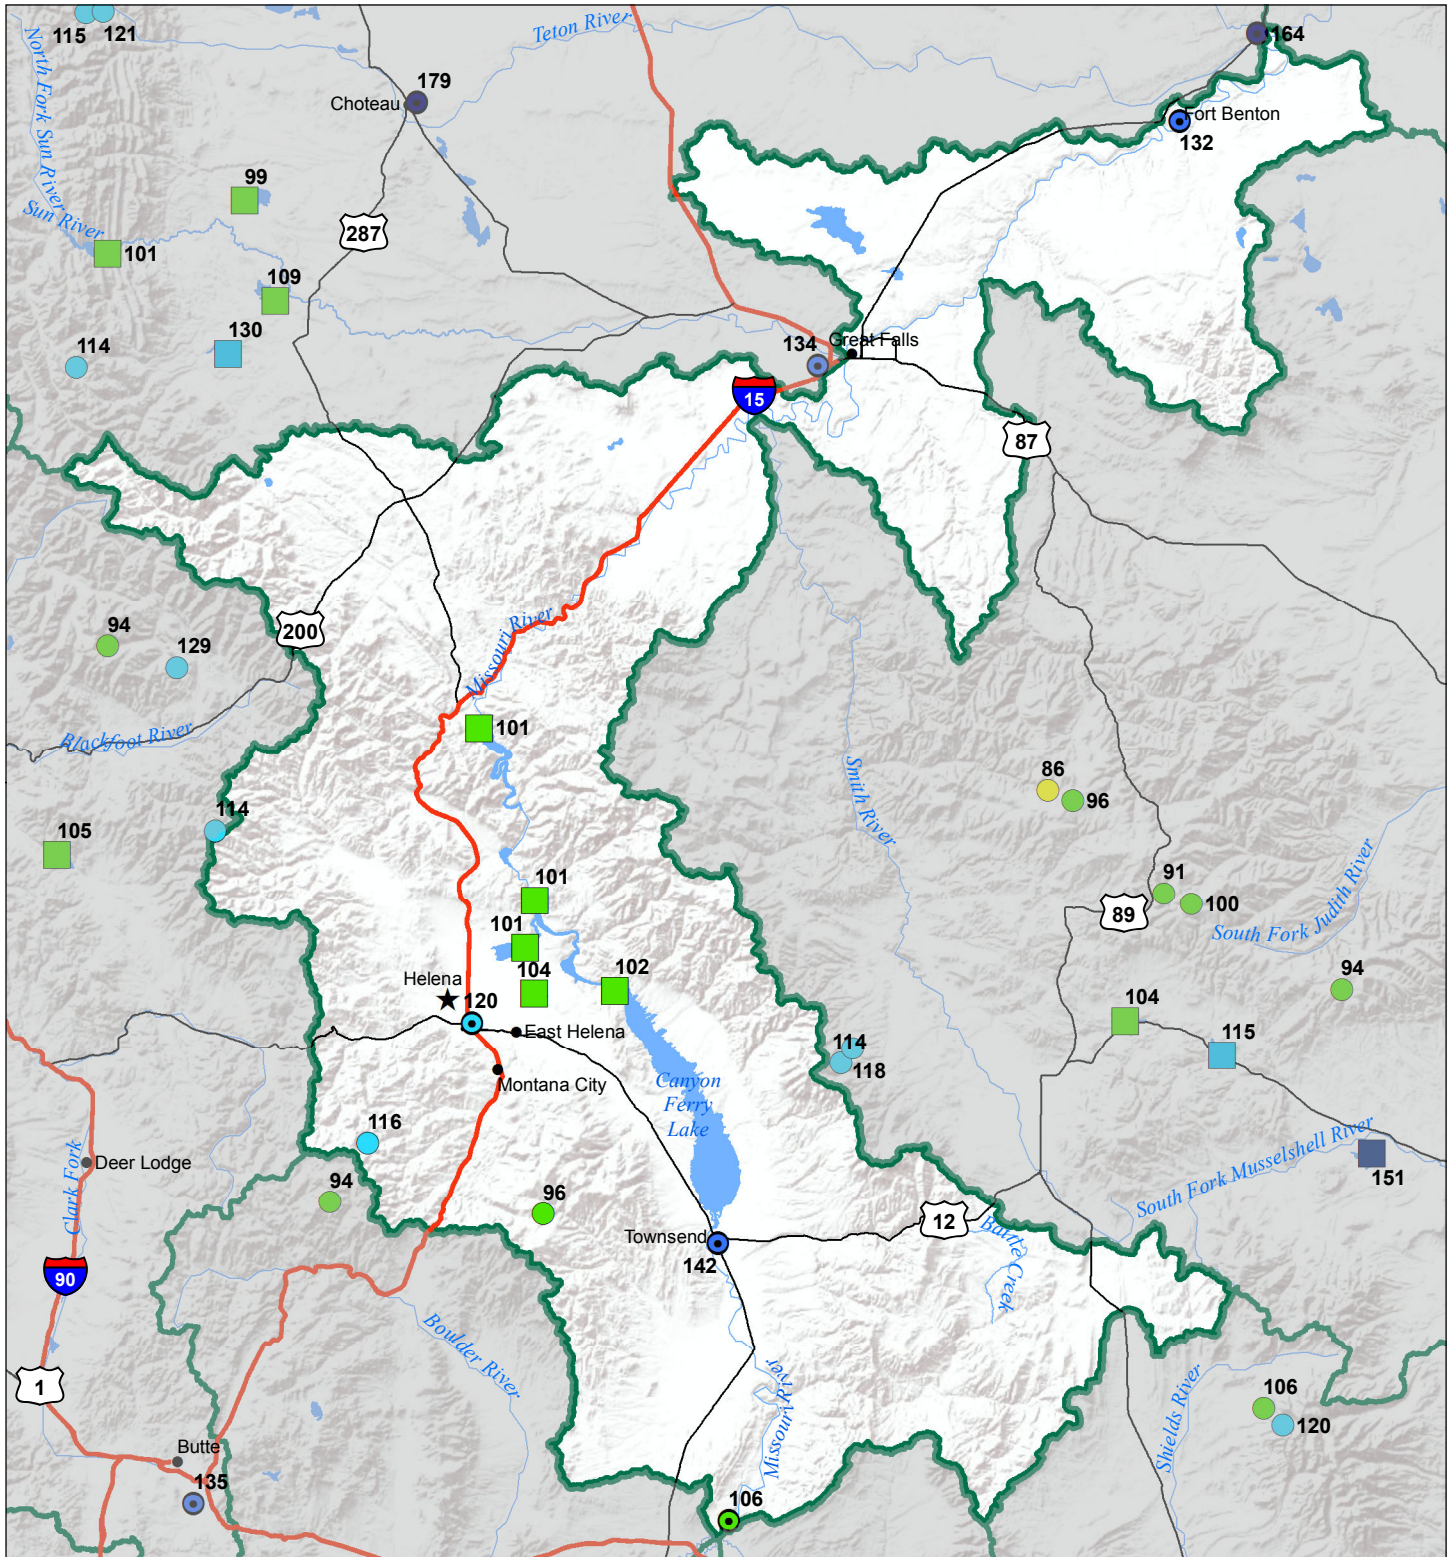 115
121
North Fork Sun River
Teton River
164
179
Choteau
Fort Benton
132
99
Sun River
287
101
109
130
134
Great Falls
114
15
87
200
94
129
Missouri River
Blackfoot River
101
Smith River
86
96
114
105
101
91
100
89
South Fork Judith River
101
104
102
94
Helena
120
East Helena
104
115
114
118
Montana City
Canyon
Ferry
Lake
116
Clark Fork
Deer Lodge
South Fork Musselshell River
151
94
96
Townsend
142
12
Battle Creek
90
Boulder River
1
Missouri River
Shields River
106
120
Butte
135
106